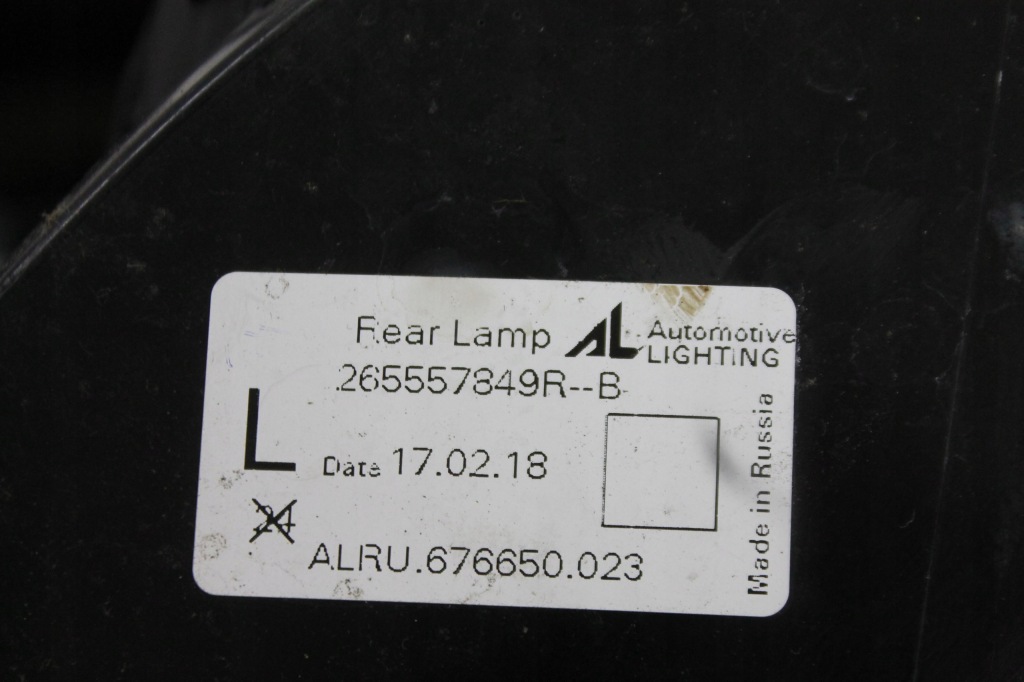 Rear Lamp
AL Automotive
LIGHTING
265557849R--B
L
Date 17.02.18
24
ALRU.676650.023
Made in Russia